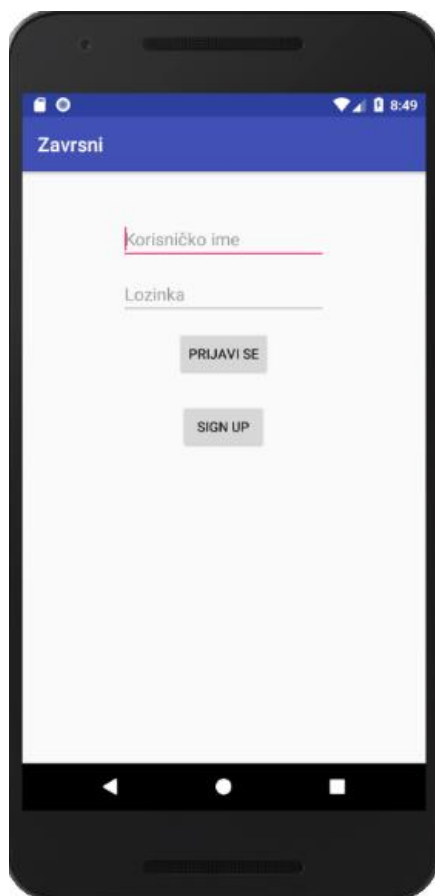 8:49
Zavrsni
Korisničko ime
Lozinka
PRIJAVI SE
SIGN UP